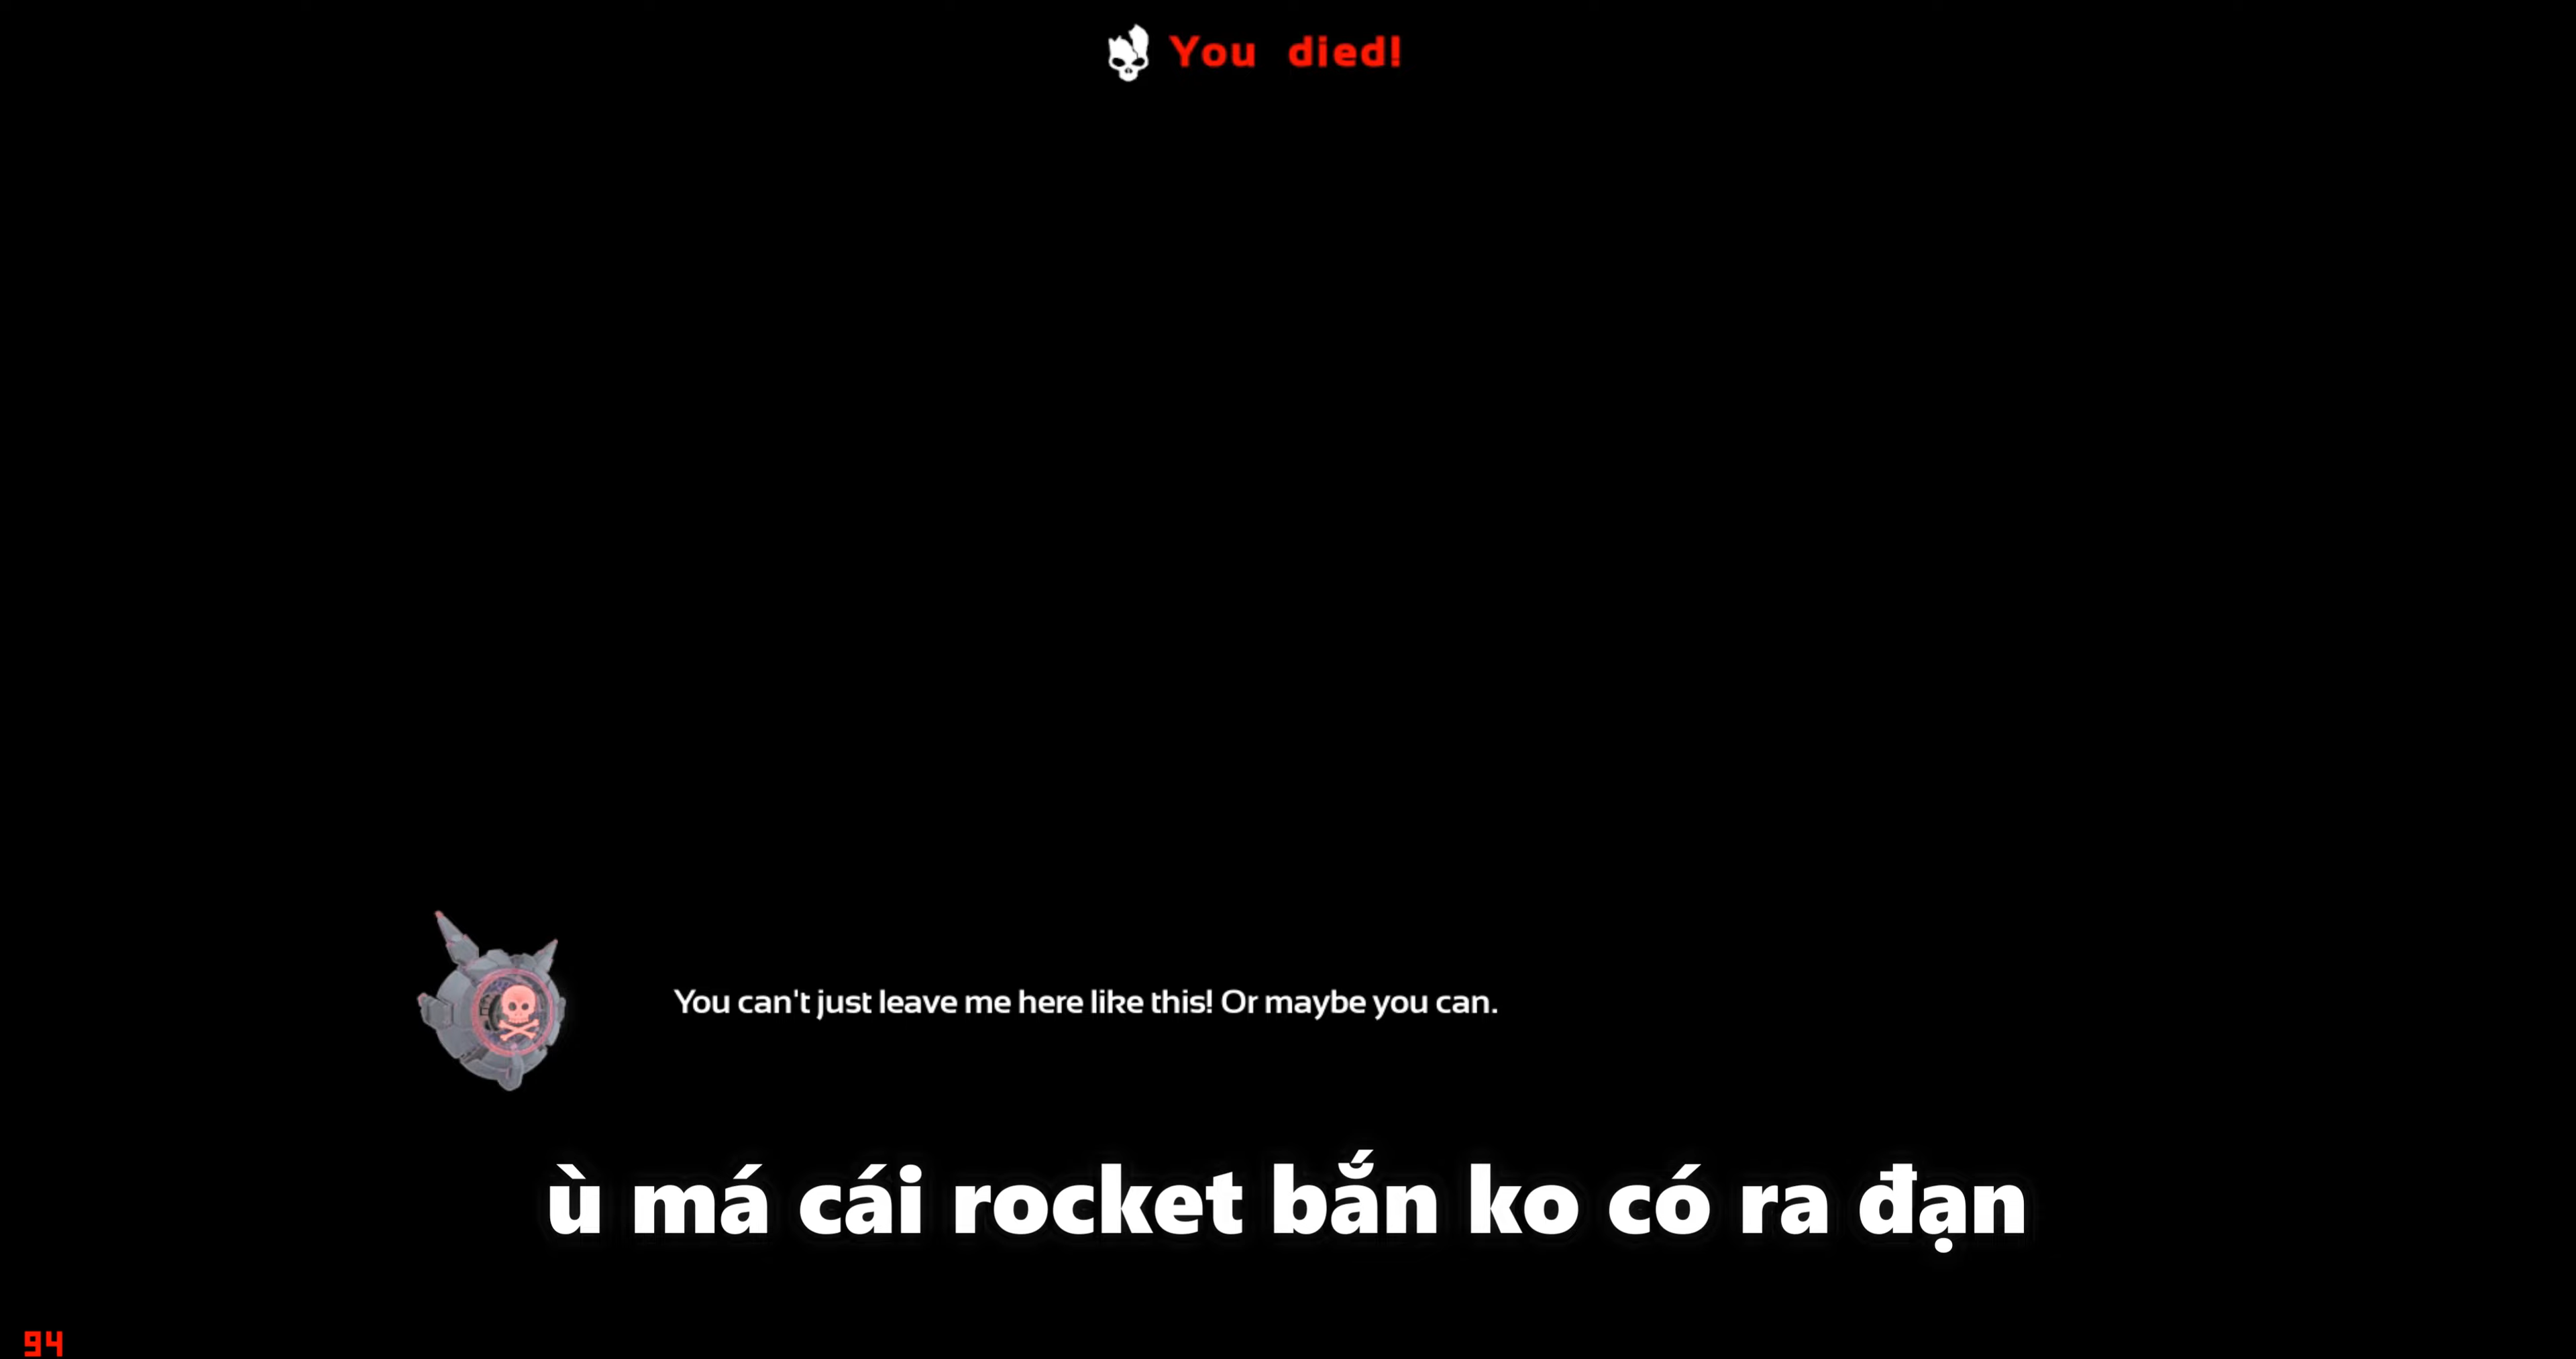 You died!
You can't just leave me here like this! Or maybe you can.
ù má cái rocket bắn ko có ra đạn
94